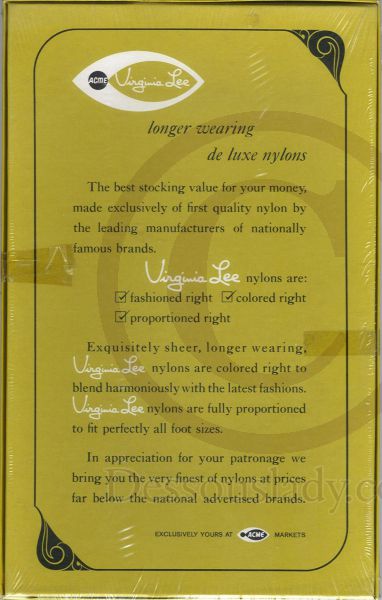 ACME Virginia Lee
longer wearing
de luxe nylons
The best stocking value for your money,
made exclusively of first quality nylon by
the leading manufacturers of nationally
famous brands.
Virginia Lee nylons are:
fashioned right colored right
proportioned right
Exquisitely sheer, longer wearing,
Virginia Lee nylons are colored right to
blend harmoniously with the latest fashions.
Virginia Lee nylons are fully proportioned
to fit perfectly all foot sizes.
In appreciation for your patronage we
bring you the very finest of nylons at prices
far below the national advertised brands.
Dessouslady.co
EXCLUSIVELY YOURS AT ACME MARKETS